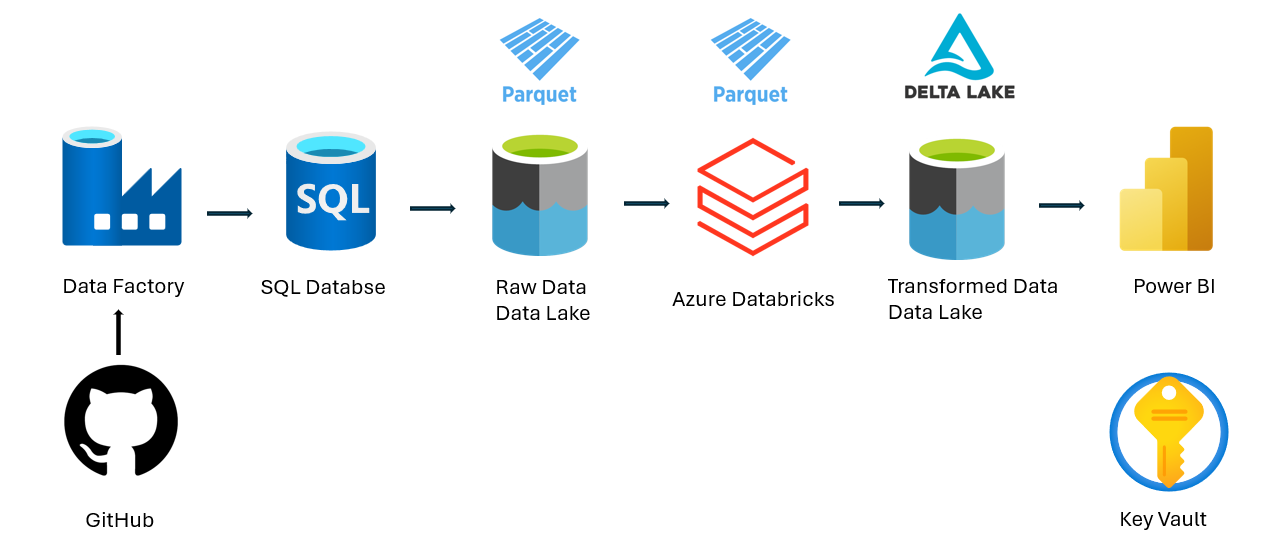 Parquet
Parquet
DELTA LAKE
SQL
Data Factory
SQL Databse
Raw Data
Data Lake
Azure Databricks
Transformed Data
Data Lake
Power BI
GitHub
Key Vault